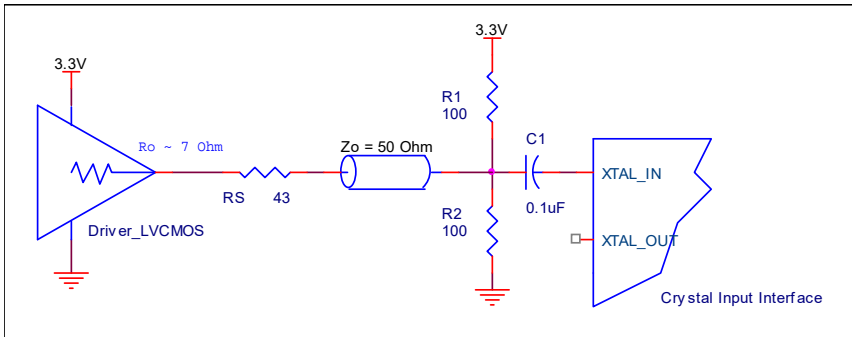 3.3V
3.3V
R1
100
Ro ~ 7 Ohm
Zo = 50 Ohm
C1
XTAL_IN
RS
43
0.1uF
R2
100
Driver_LVCMOS
XTAL_OUT
Crystal Input Interface